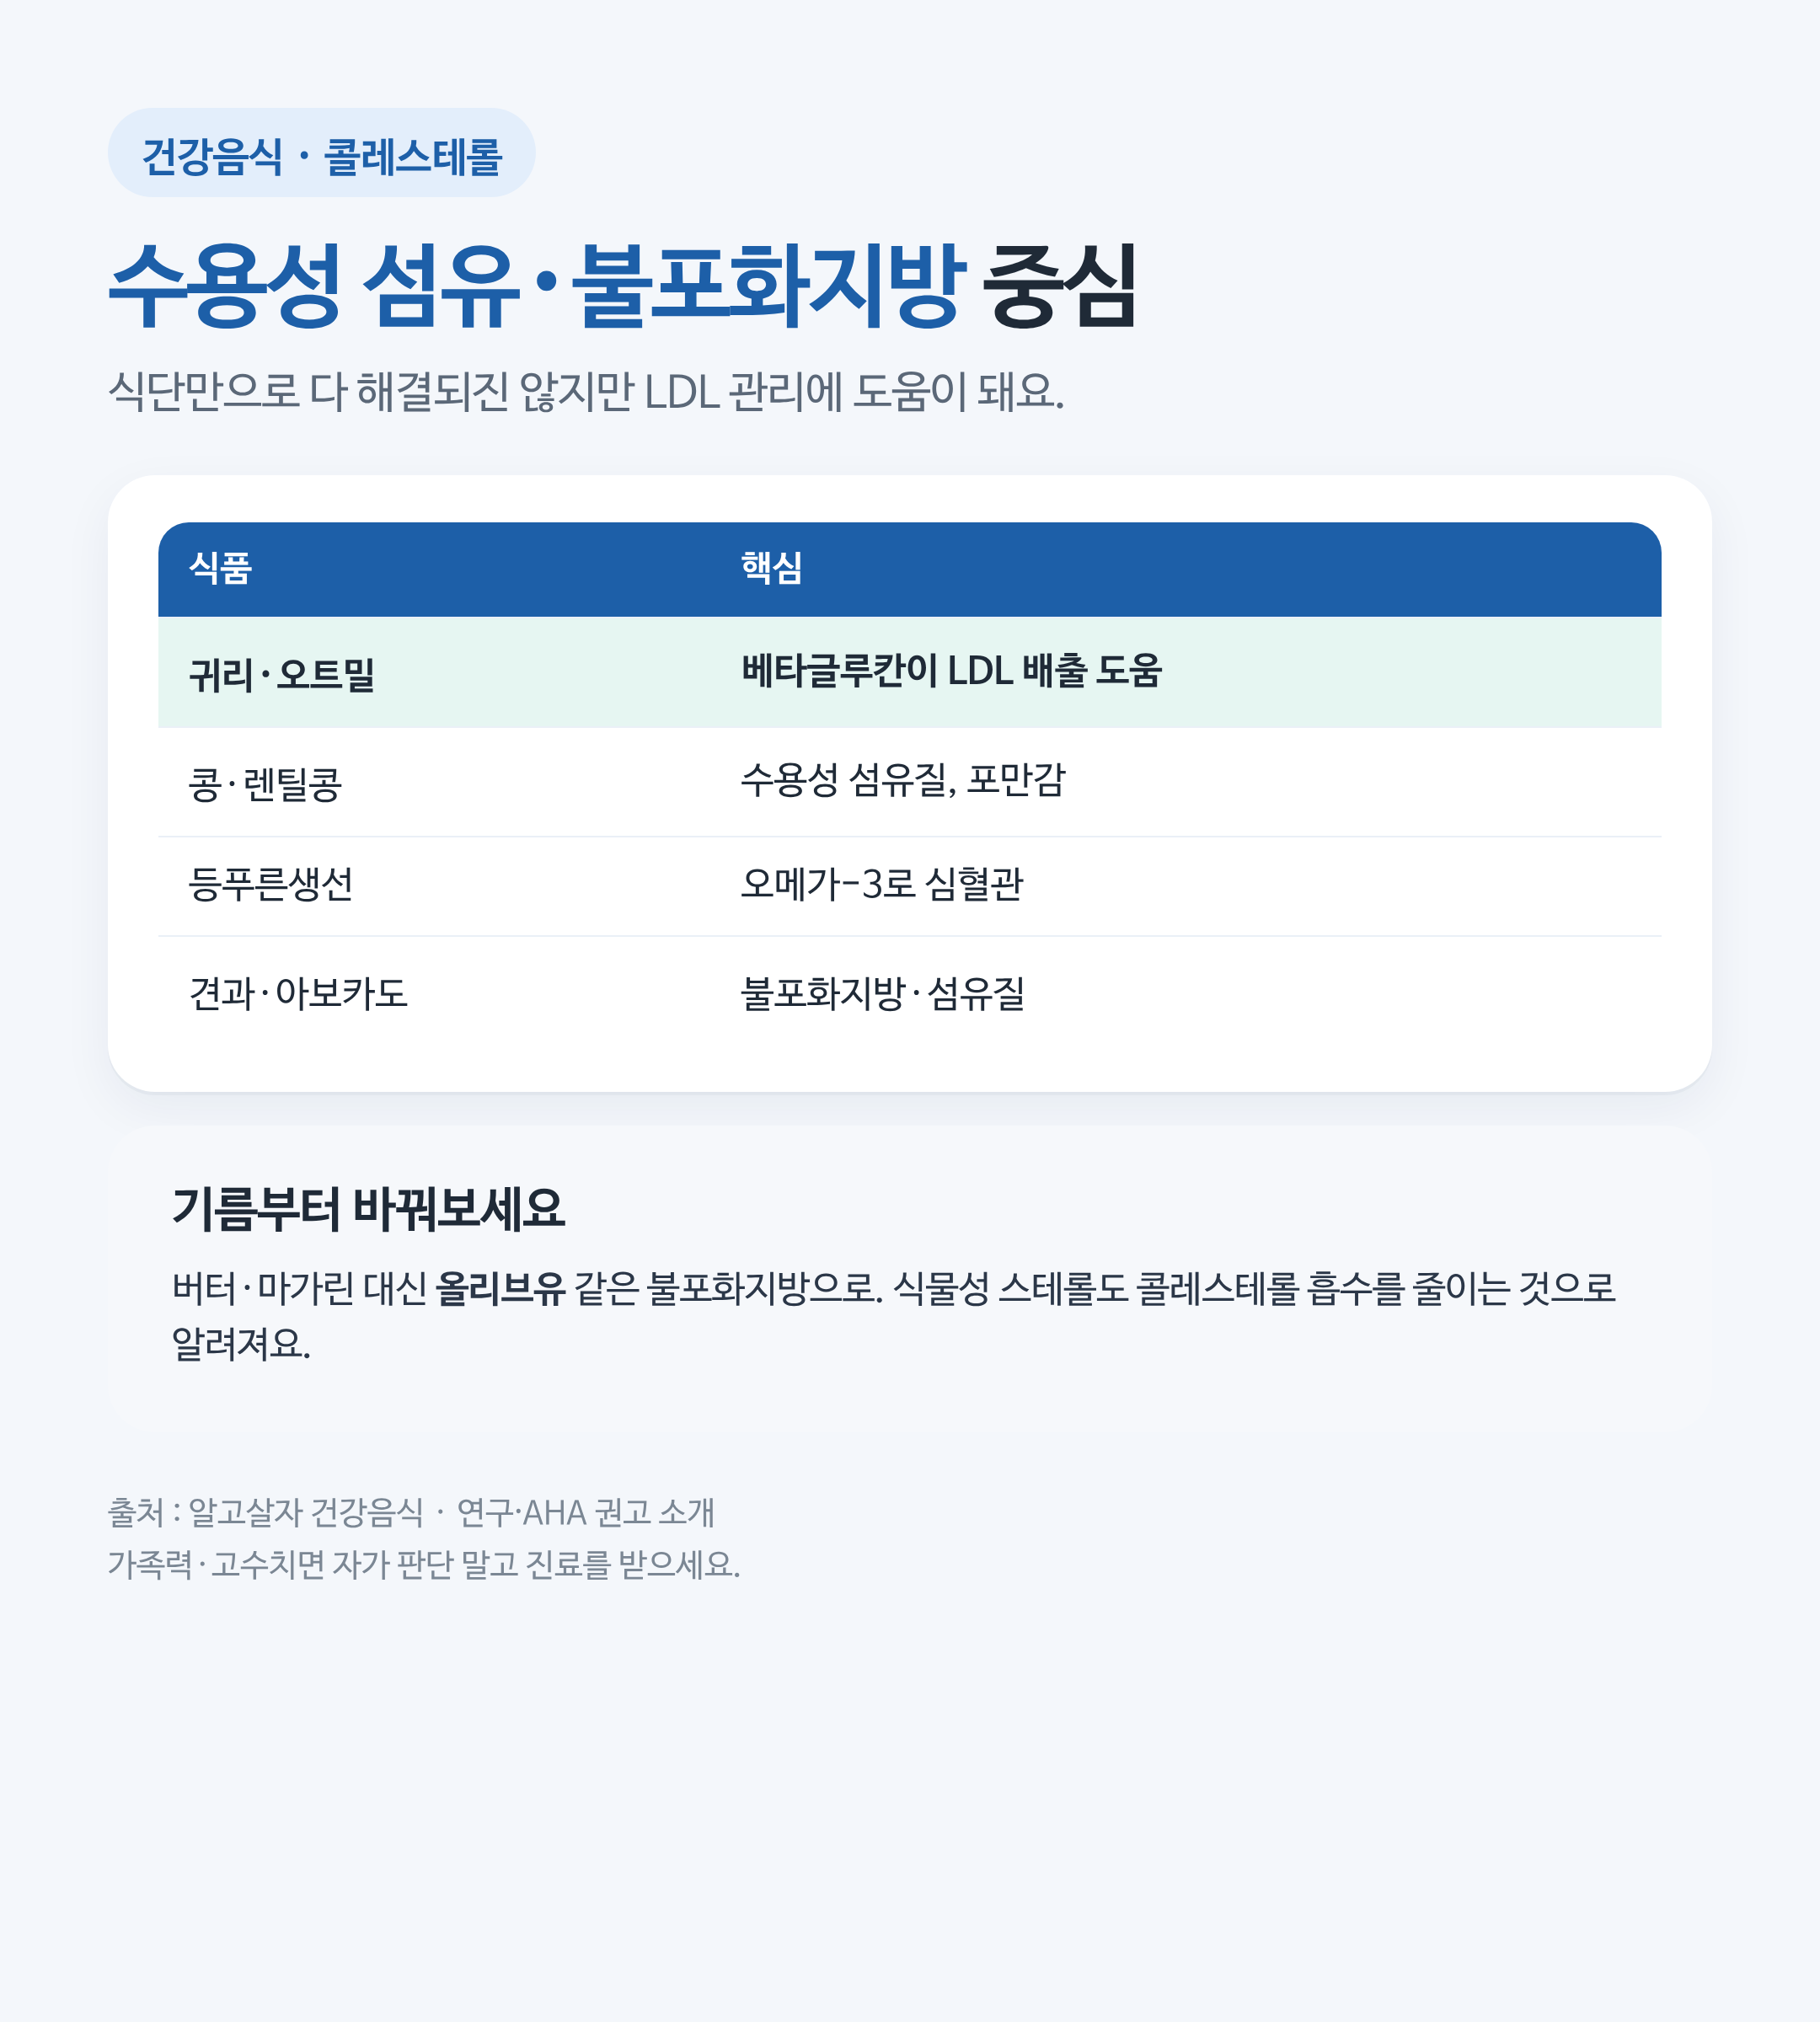 건강음식 · 콜레스테롤
수용성 섬유·불포화지방 중심
식단만으로 다 해결되진 않지만 LDL 관리에 도움이 돼요.
식품 핵심
귀리·오트밀 베타글루칸이 LDL 배출 도움
콩·렌틸콩 수용성 섬유질, 포만감
등푸른생선 오메가-3로 심혈관
견과·아보카도 불포화지방·섬유질
기름부터 바꿔보세요
버터·마가린 대신 올리브유 같은 불포화지방으로. 식물성 스테롤도 콜레스테롤 흡수를 줄이는 것으로
알려져요.
출처 : 알고살자 건강음식 · 연구·AHA 권고 소개
가족력·고수치면 자가 판단 말고 진료를 받으세요.